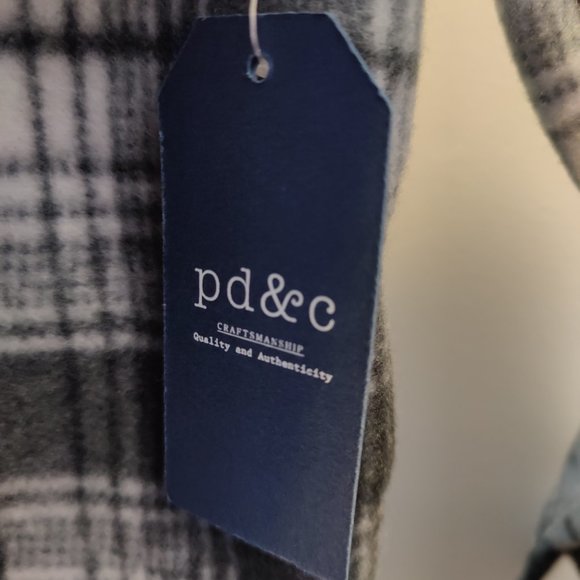 pd&c
CRAFTSMANSHIP
Quality and Authenticity